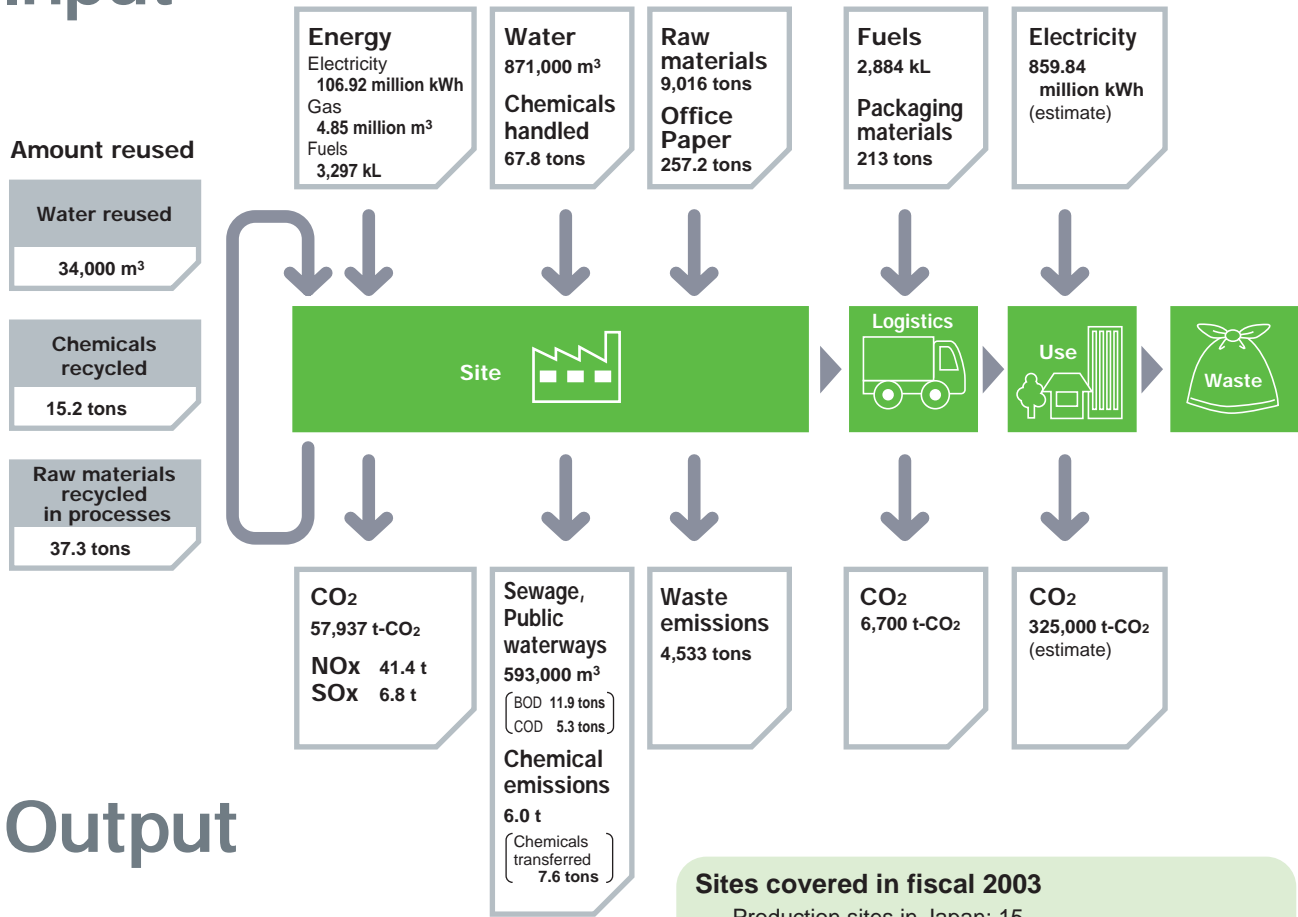 Input
Energy
Electricity
106.92 million kWh
Gas
4.85 million m3
Fuels
3,297 kL
Water
871,000 m3
Chemicals
handled
67.8 tons
Raw
materials
9,016 tons
Office
Paper
257.2 tons
Fuels
2,884 kL
Packaging
materials
213 tons
Electricity
859.84
million kWh
(estimate)
Amount reused
Water reused
34,000 m3
Chemicals
recycled
15.2 tons
Raw materials
recycled
in processes
37.3 tons
Site
Logistics
Use
Waste
CO2
57,937 t-CO2
NOx 41.4 t
SOx 6.8 t
Sewage,
Public
waterways
593,000 m3
BOD 11.9 tons
COD 5.3 tons
Chemical
emissions
6.0 t
Chemicals
transferred
7.6 tons
Waste
emissions
4,533 tons
CO2
6,700 t-CO2
CO2
325,000 t-CO2
(estimate)
Output
Sites covered in fiscal 2003
Production sites in Japan: 15